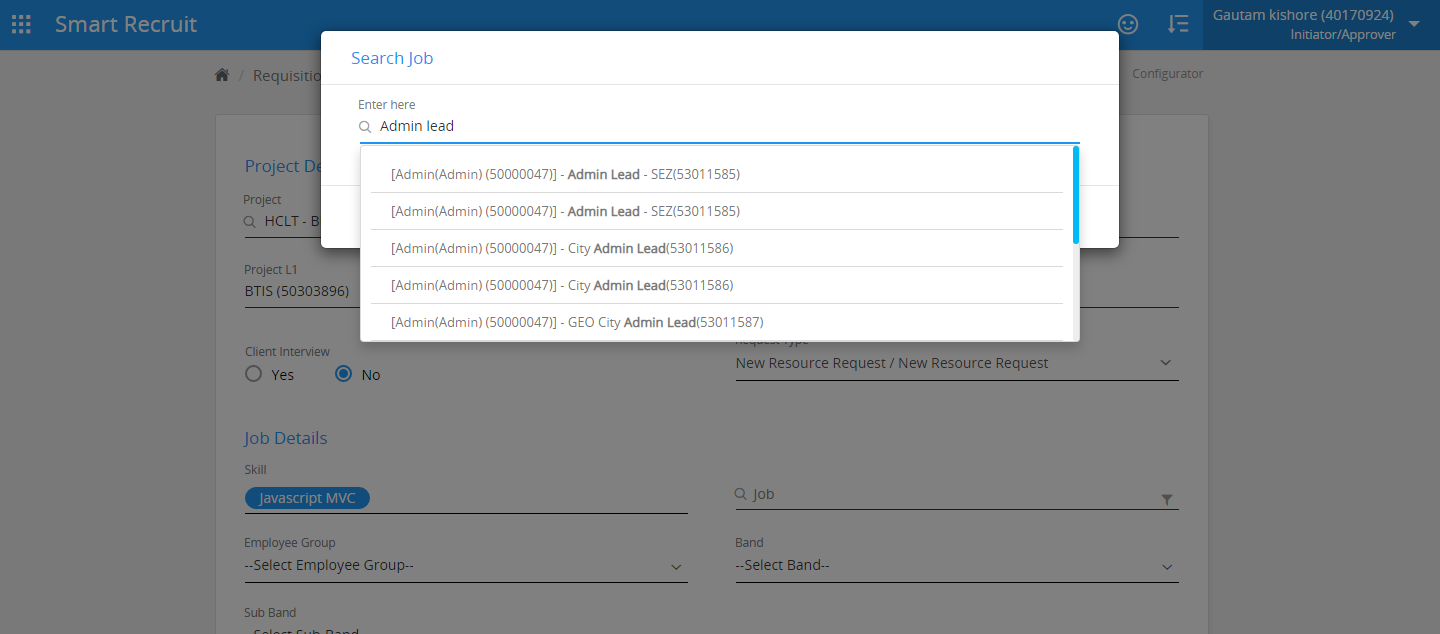 Smart Recruit
Gautam kishore (40170924)
Initiator/Approver
/ Requisitio
Configurator
Search Job
Enter here
Admin lead
[Admin(Admin) (50000047)] - Admin Lead - SEZ(53011585)
[Admin(Admin) (50000047)] - Admin Lead - SEZ(53011585)
[Admin(Admin) (50000047)] - City Admin Lead(53011586)
[Admin(Admin) (50000047)] - City Admin Lead(53011586)
[Admin(Admin) (50000047)] - GEO City Admin Lead(53011587)
Project De
Project
HCLT - B
Project L1
BTIS (50303896)
Client Interview
Yes
No
Request Type
New Resource Request / New Resource Request
Job Details
Skill
Javascript MVC
Job
Employee Group
--Select Employee Group--
Band
--Select Band--
Sub Band
--Select Sub Band--